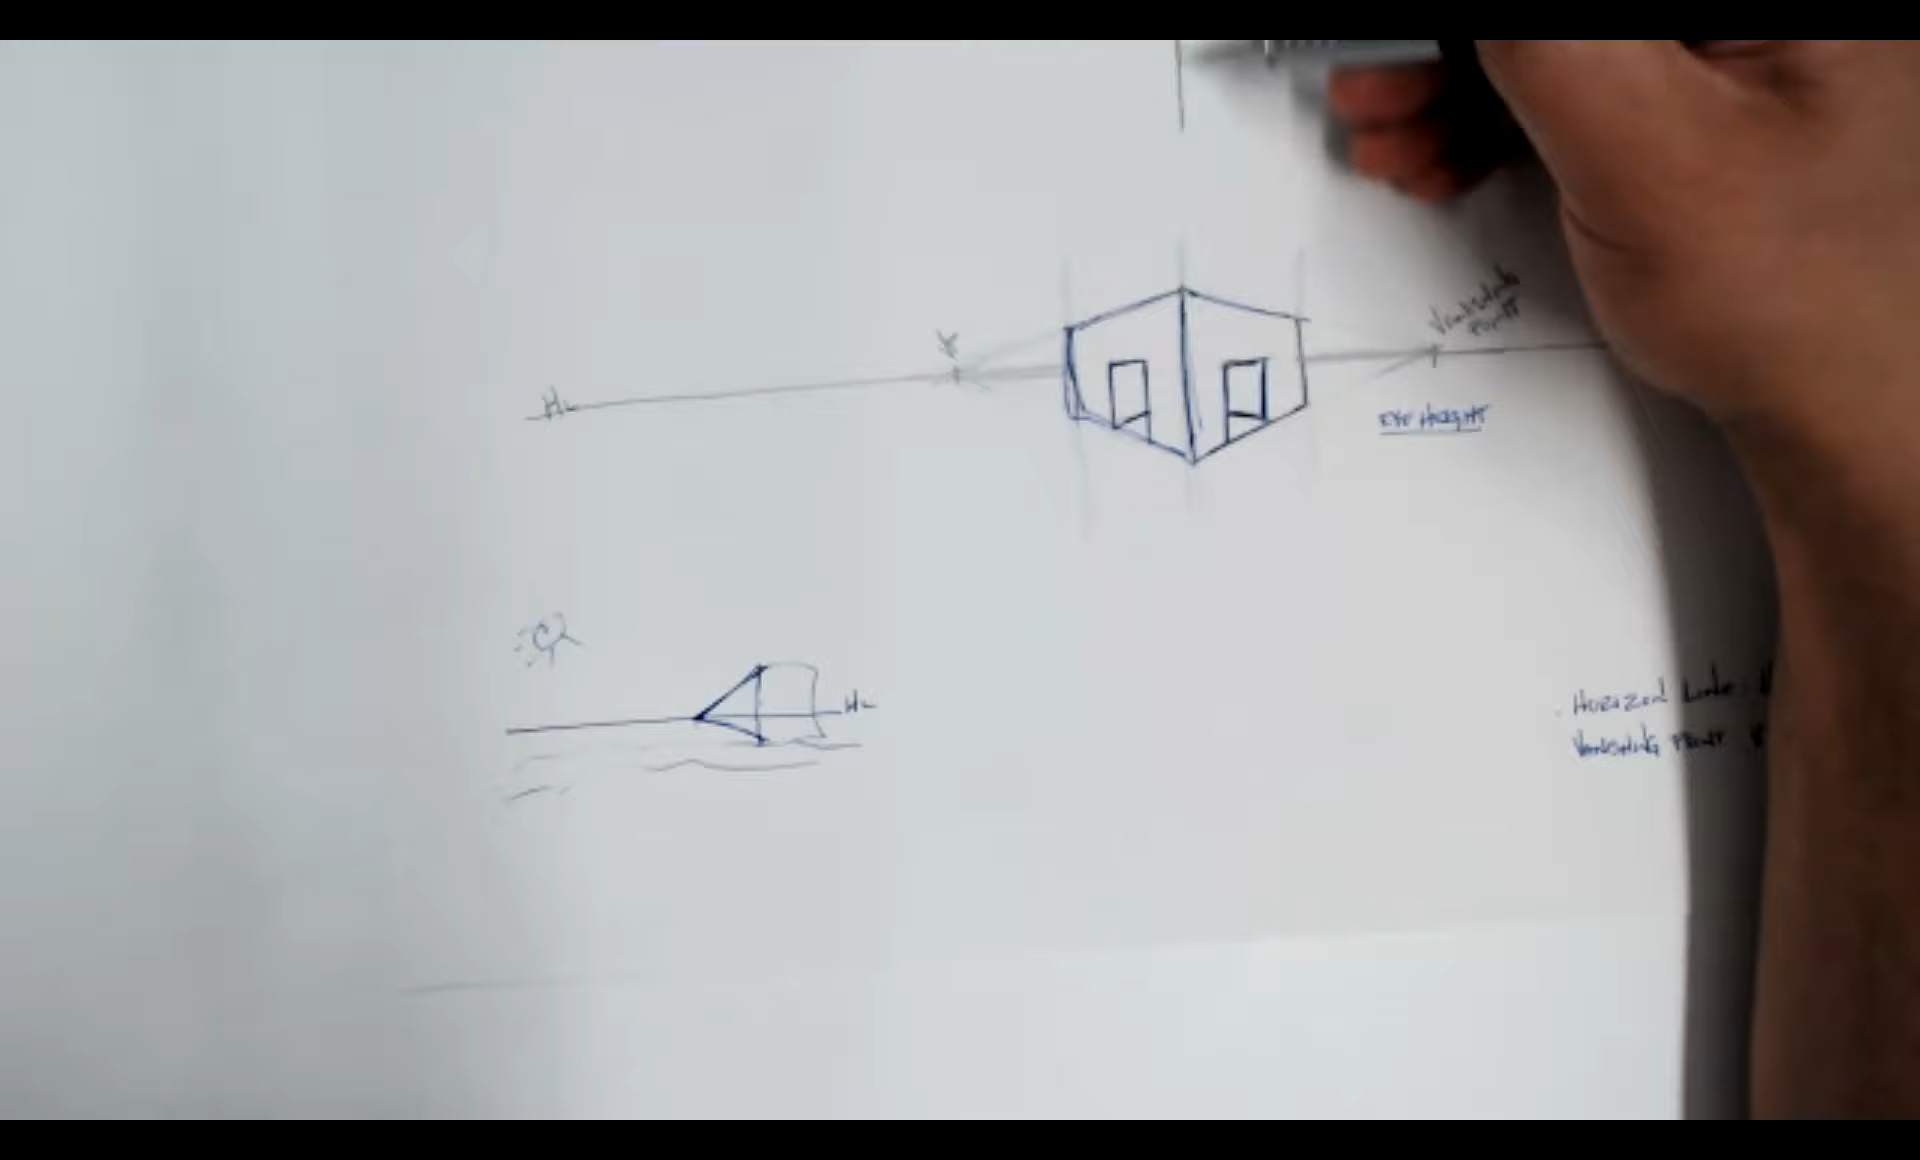 Vanishing
Point
HL
EYE HEIGHT
HL
HORIZON LINE
VANISHING POINT